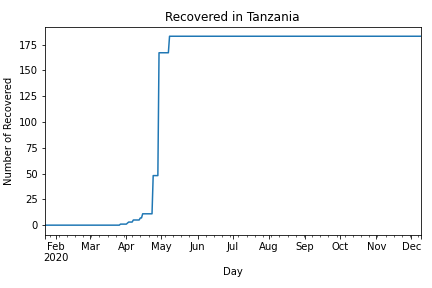 Recovered in Tanzania
Number of Recovered
175
150
125
100
75
50
25
0
Feb Mar Apr May Jun Jul Aug Sep Oct Nov Dec
2020
Day